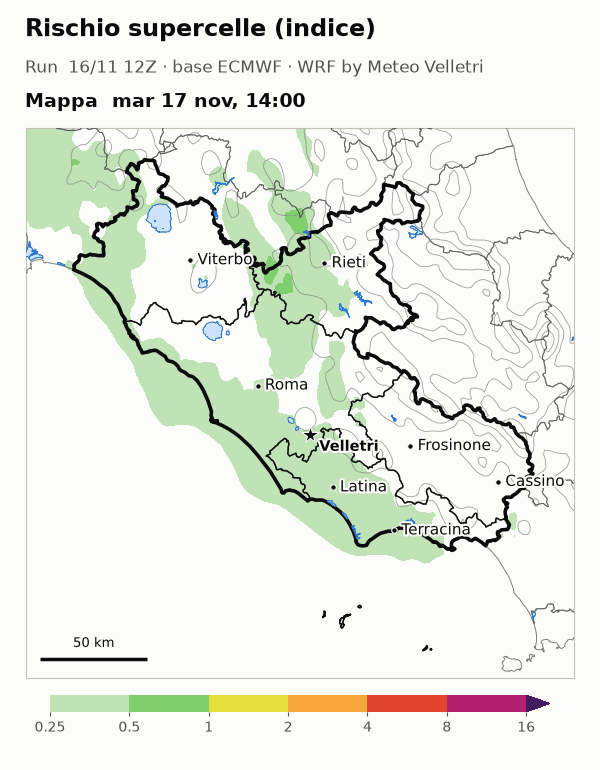 Rischio supercelle (indice)
Run  16/11 12Z · base ECMWF · WRF by Meteo Velletri
Mappa  mar 17 nov, 14:00
Viterbo
Rieti
Roma
Velletri
Frosinone
Latina
Cassino
Terracina
50 km
0.25 0.5 1 2 4 8 16